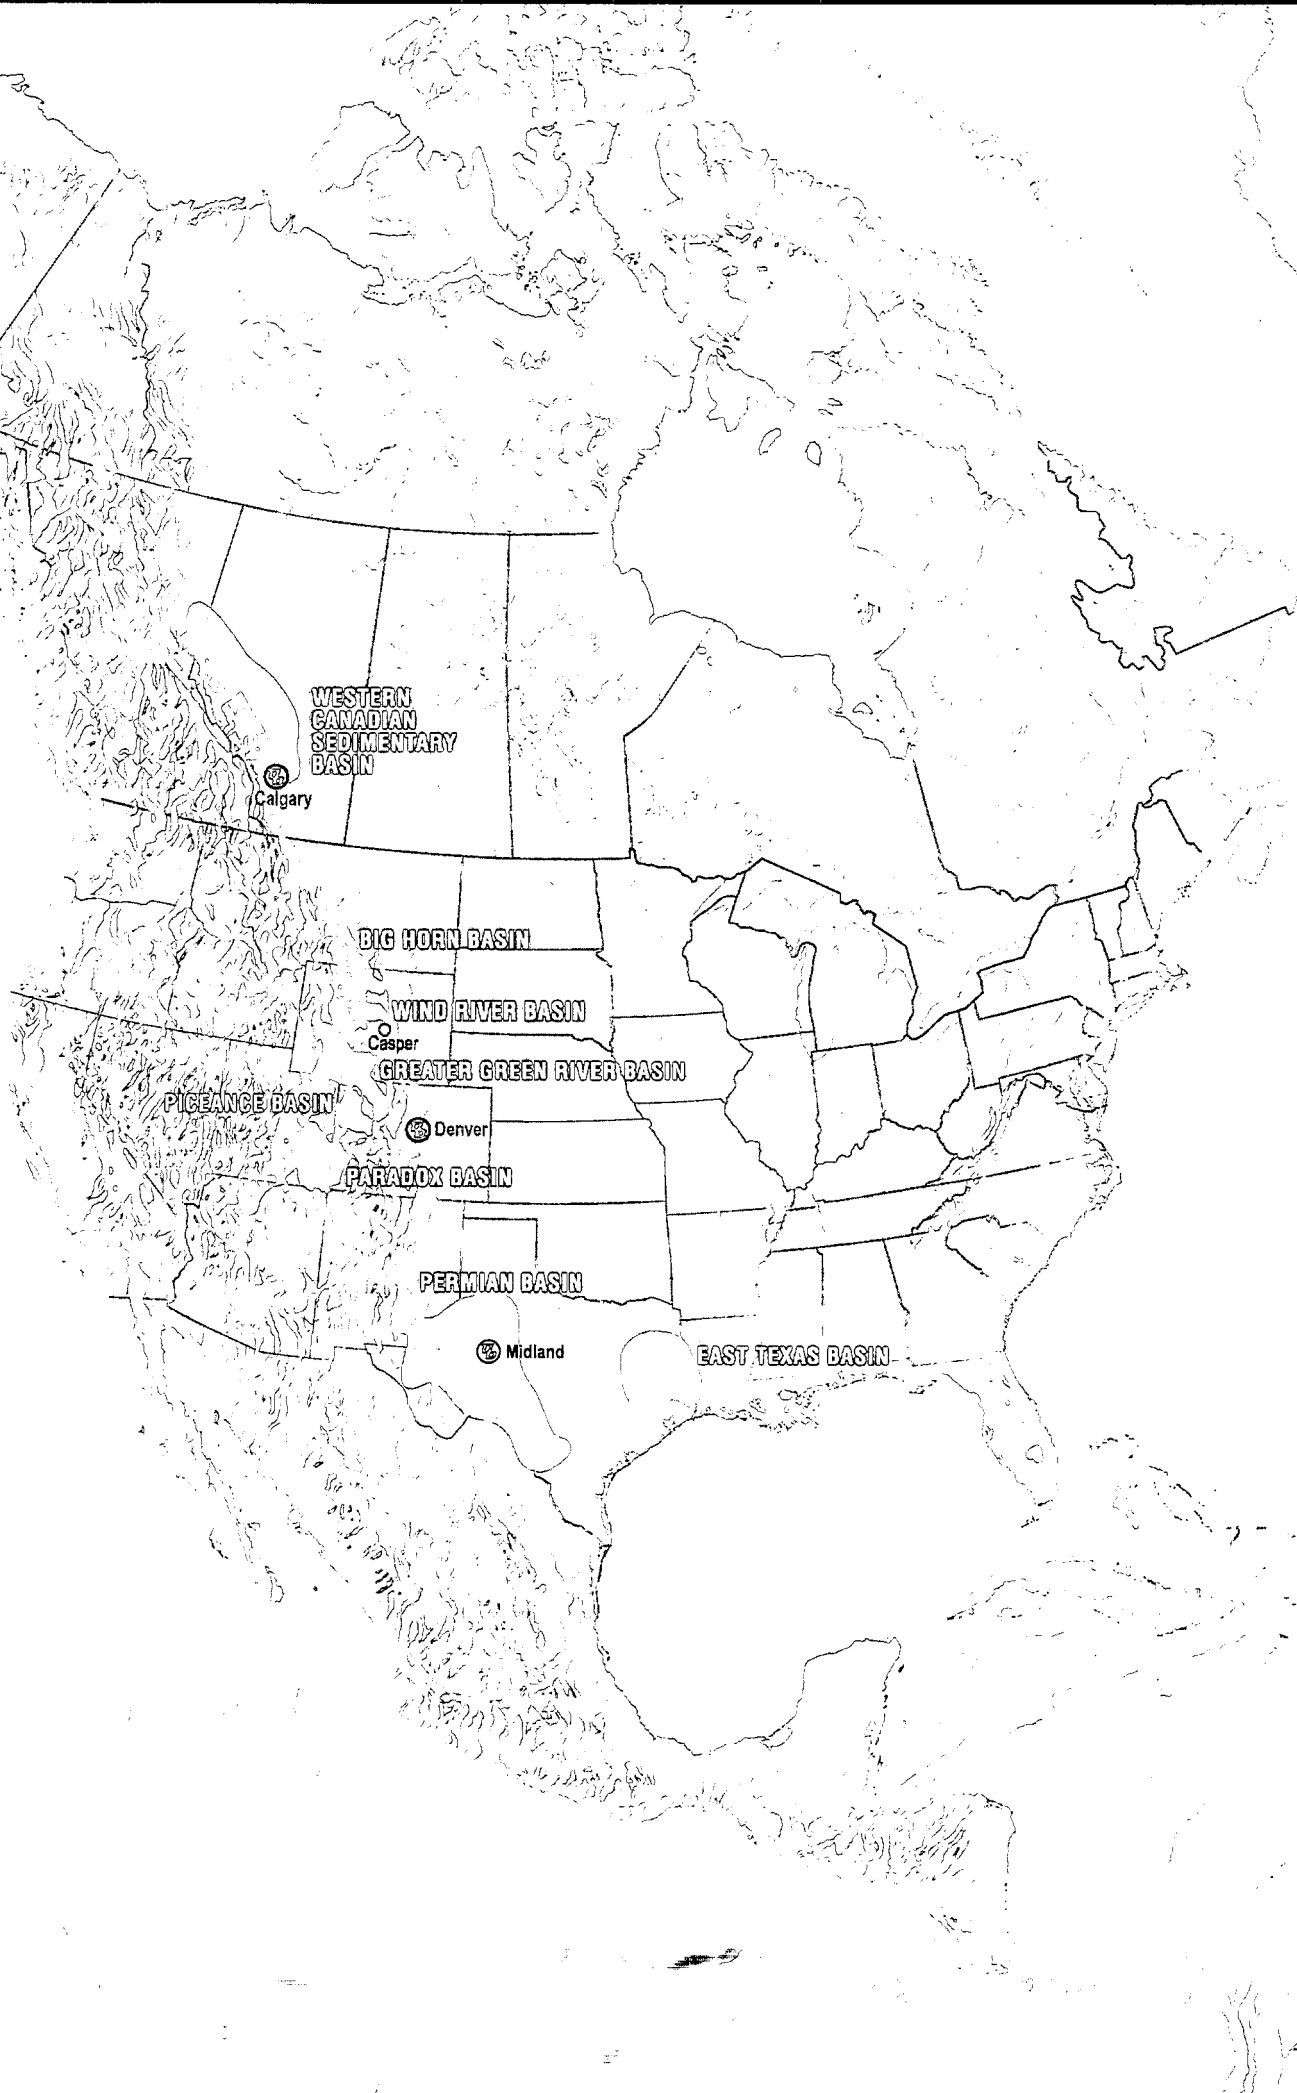 WESTERN
CANADIAN
SEDIMENTARY
BASIN
Calgary
BIG HORN BASIN
WIND RIVER BASIN
Casper
GREATER GREEN RIVER BASIN
PICEANCE BASIN
Denver
PARADOX BASIN
PERMIAN BASIN
Midland
EAST TEXAS BASIN